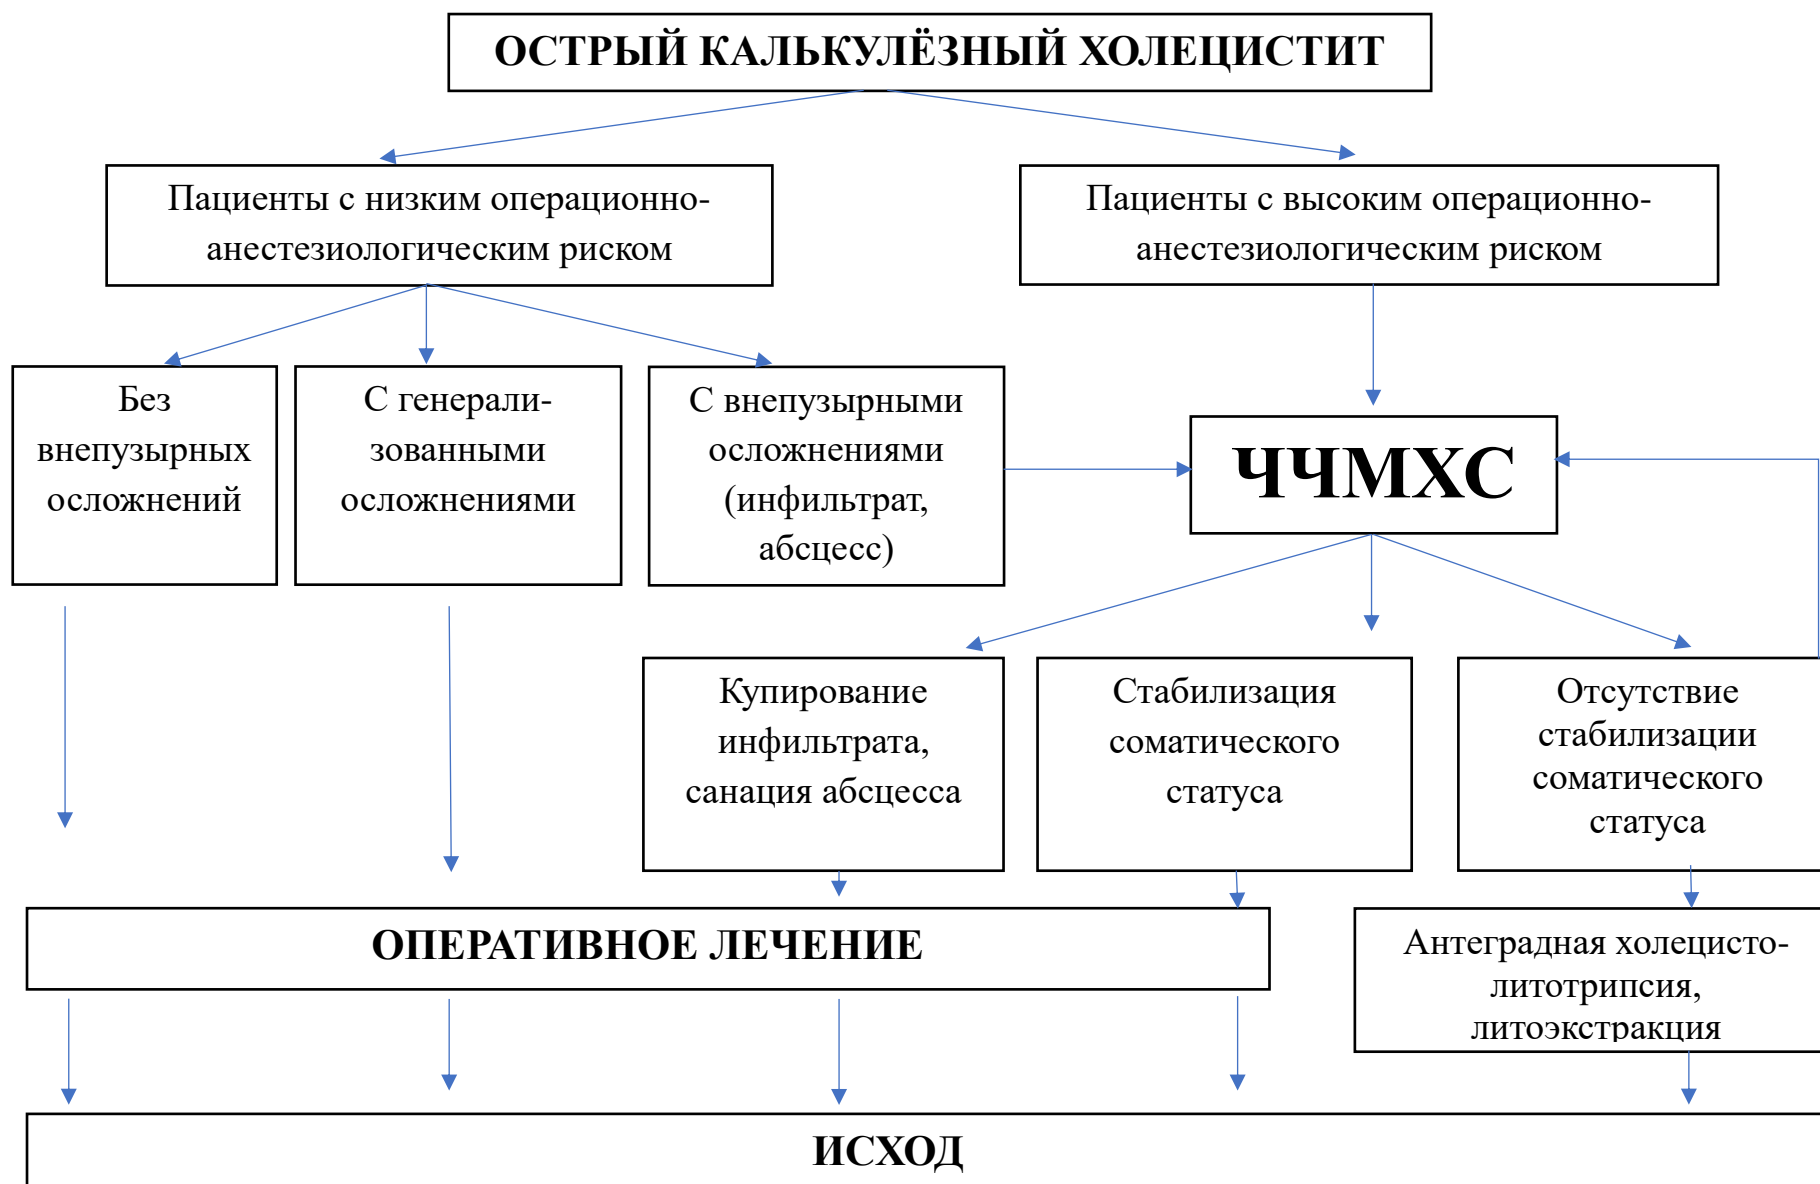 ОСТРЫЙ КАЛЬКУЛЁЗНЫЙ ХОЛЕЦИСТИТ
Пациенты с низким операционно-
анестезиологическим риском
Пациенты с высоким операционно-
анестезиологическим риском
Без
внепузырных
осложнений
С генерали-
зованными
осложнениями
С внепузырными
осложнениями
(инфильтрат,
абсцесс)
ЧЧМХС
Купирование
инфильтрата,
санация абсцесса
Стабилизация
соматического
статуса
Отсутствие
стабилизации
соматического
статуса
ОПЕРАТИВНОЕ ЛЕЧЕНИЕ
Антеградная холецисто-
литотрипсия,
литоэкстракция
ИСХОД